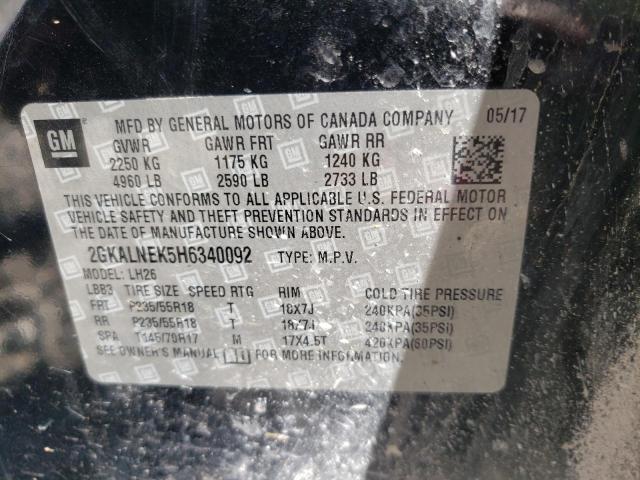 GM
MFD BY GENERAL MOTORS OF CANADA COMPANY 05/17
GVWR GAWR FRT GAWR RR
2250 KG 1175 KG 1240 KG
4960 LB 2590 LB 2733 LB
THIS VEHICLE CONFORMS TO ALL APPLICABLE U.S. FEDERAL MOTOR
VEHICLE SAFETY AND THEFT PREVENTION STANDARDS IN EFFECT ON
THE DATE OF MANUFACTURE SHOWN ABOVE.
2GKALNEK5H6340092 TYPE: M.P.V.
MODEL: LH26
LBB3 TIRE SIZE SPEED RTG RIM COLD TIRE PRESSURE
FRT P235/55R18 T 18X7J 240KPA(35PSI)
RR P235/55R18 T 18X7J 240KPA(35PSI)
SPA T145/70R17 M 17X4.5T 420KPA(60PSI)
SEE OWNER'S MANUAL FOR MORE INFORMATION.